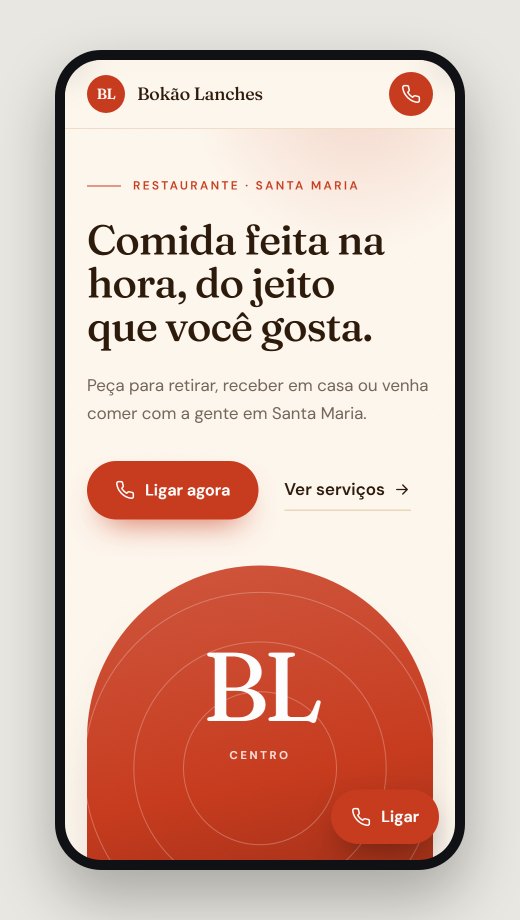 BL Bokão Lanches
RESTAURANTE · SANTA MARIA
Comida feita na
hora, do jeito
que você gosta.
Peça para retirar, receber em casa ou venha
comer com a gente em Santa Maria.
Ligar agora
Ver serviços →
BL
CENTRO
Ligar